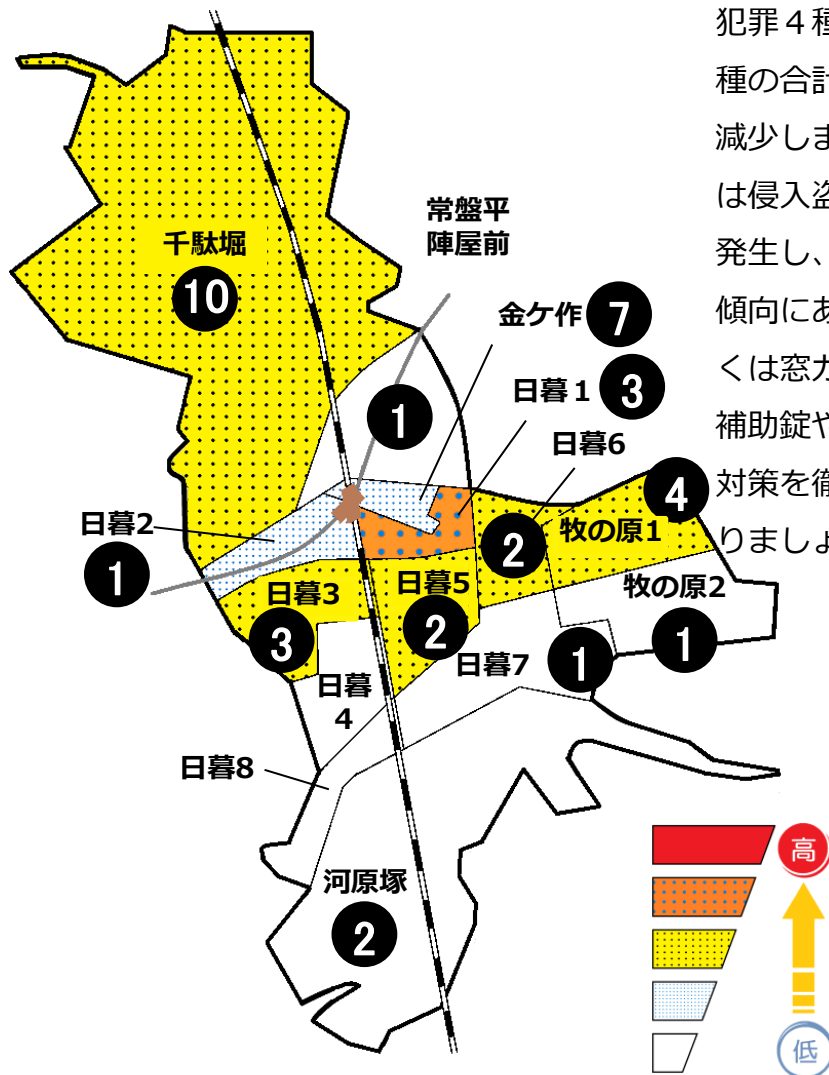 犯罪４種
種の合計
減少しま
は侵入盗
発生し、
傾向にあ
くは窓ガ
補助錠や
対策を徹
りましょ
常盤平
陣屋前
千駄堀
10
金ケ作 7
日暮１ 3
1
日暮6
4
日暮2
1
2
牧の原1
日暮3
3
日暮5
2
牧の原2
1
日暮7
1
日暮
4
日暮8
河原塚
2
高
低